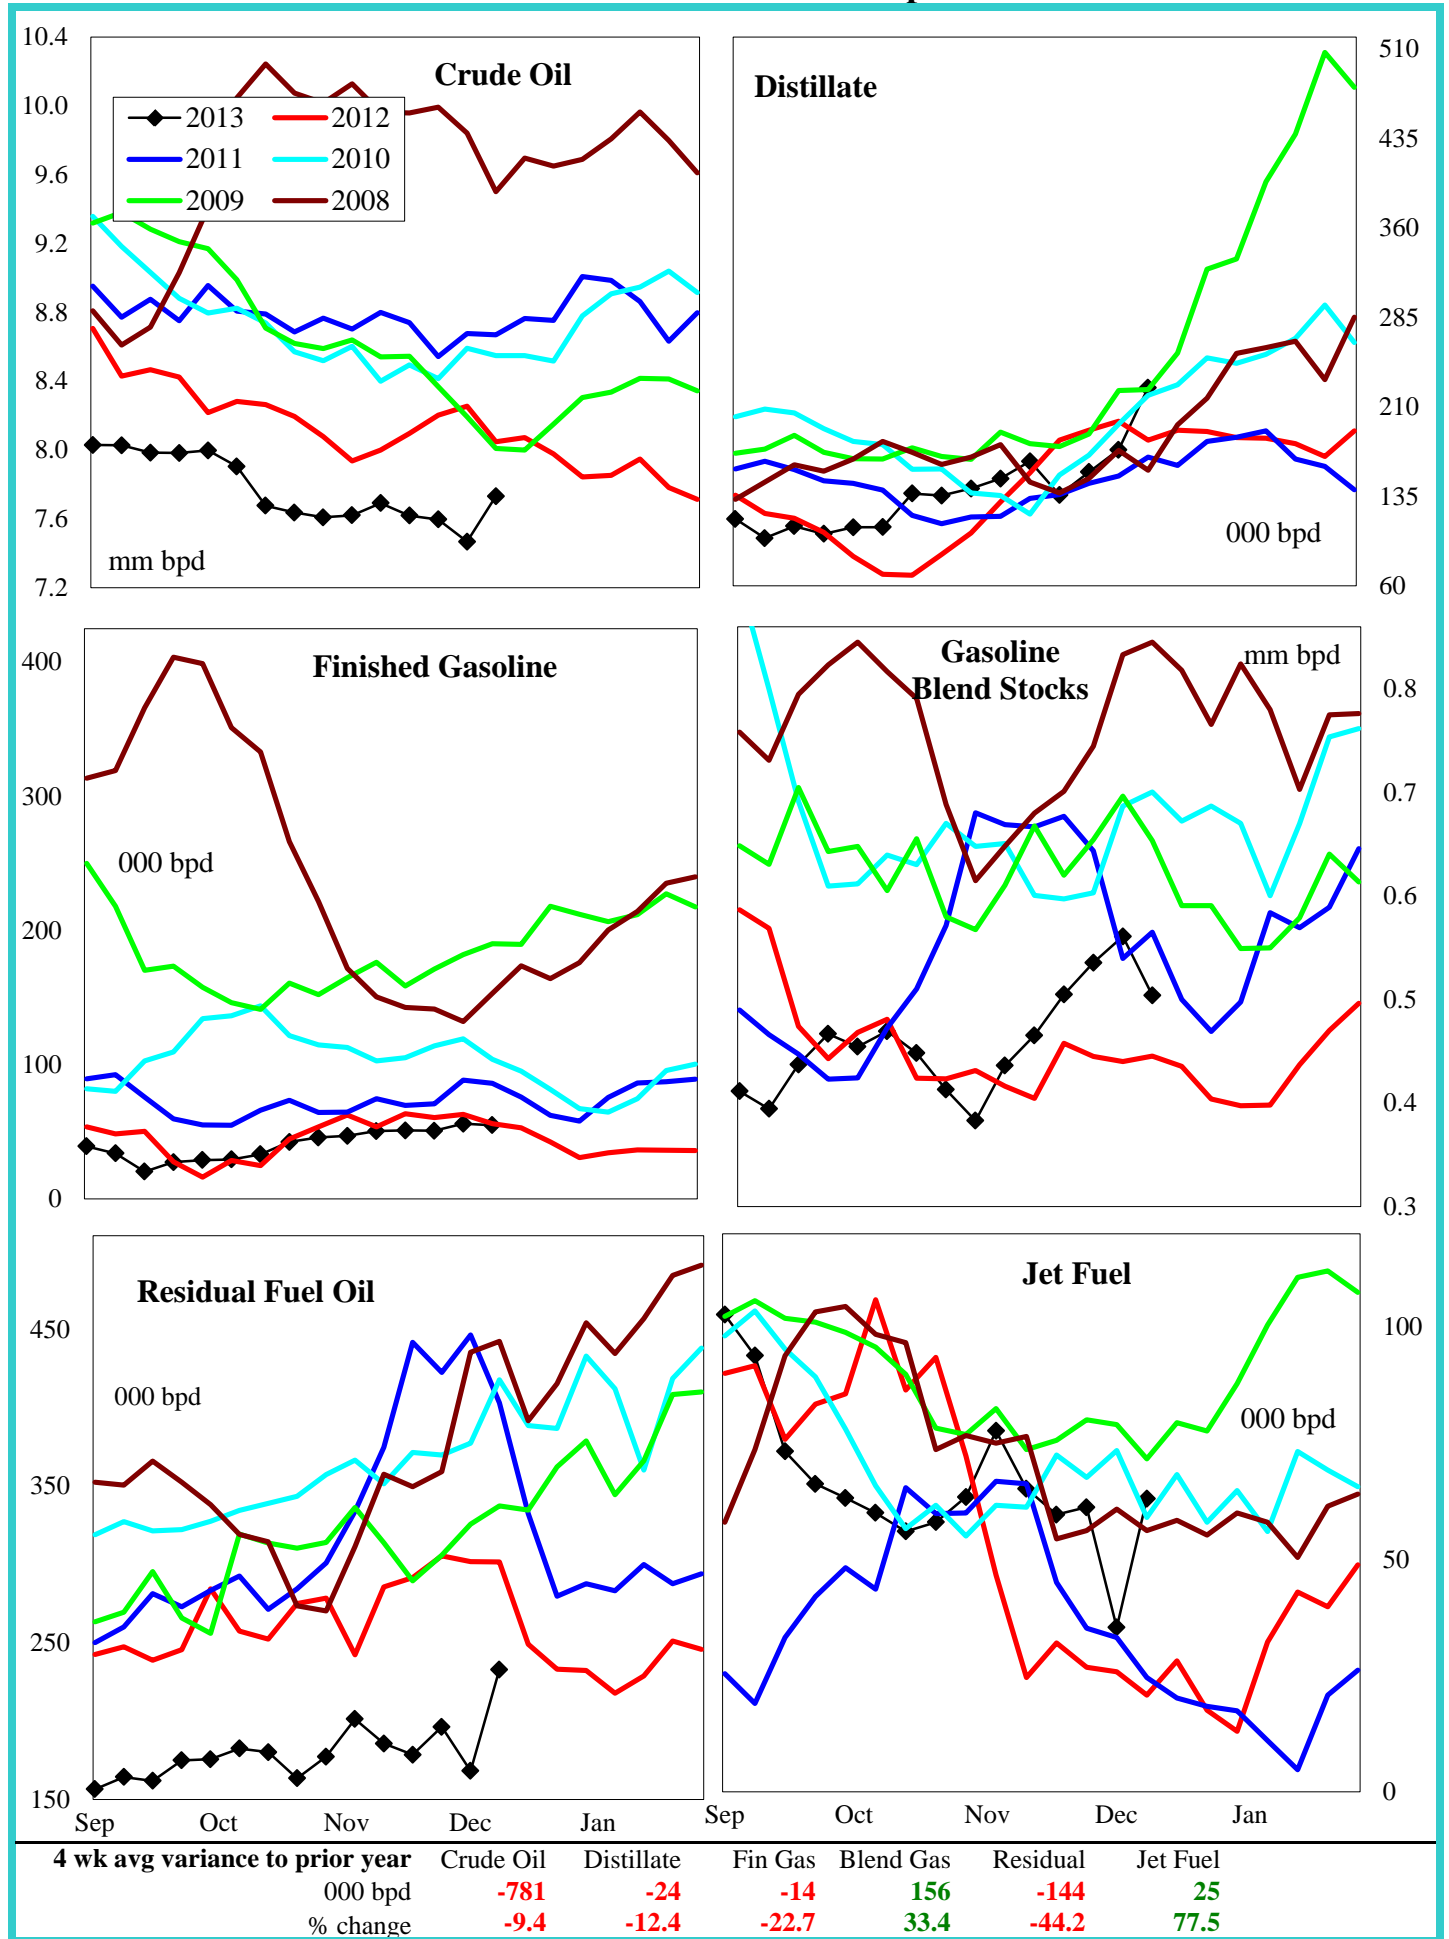 10.4
10.0
9.6
9.2
8.8
8.4
8.0
7.6
7.2
Crude Oil
2013
2012
2011
2010
2009
2008
mm bpd
Distillate
510
435
360
285
210
135
60
000 bpd
400
300
200
100
0
Finished Gasoline
000 bpd
Gasoline
Blend Stocks
mm bpd
0.8
0.7
0.6
0.5
0.4
0.3
Residual Fuel Oil
450
350
250
150
000 bpd
Sep Oct Nov Dec Jan
Jet Fuel
100
50
0
000 bpd
Sep Oct Nov Dec Jan
4 wk avg variance to prior year Crude Oil Distillate Fin Gas Blend Gas Residual Jet Fuel
000 bpd -781 -24 -14 156 -144 25
% change -9.4 -12.4 -22.7 33.4 -44.2 77.5